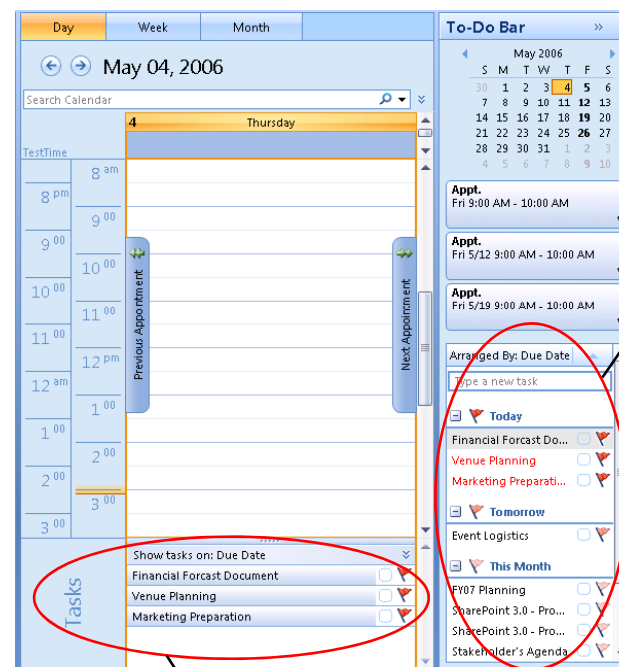 Day Week Month
May 04, 2006
Search Calendar
4 Thursday
TestTime
8 am
8 pm
9 00
9 00
10 00
10 00
11 00
11 00
12 pm
12 am
1 00
1 00
2 00
2 00
3 00
3 00
Previous Appointment
Next Appointment
Tasks
Show tasks on: Due Date
Financial Forcast Document
Venue Planning
Marketing Preparation
To-Do Bar »
May 2006
S M T W T F S
30 1 2 3 4 5 6
7 8 9 10 11 12 13
14 15 16 17 18 19 20
21 22 23 24 25 26 27
28 29 30 31 1 2 3
4 5 6 7 8 9 10
Appt.
Fri 9:00 AM - 10:00 AM
Appt.
Fri 5/12 9:00 AM - 10:00 AM
Appt.
Fri 5/19 9:00 AM - 10:00 AM
Arranged By: Due Date
Type a new task
Today
Financial Forcast Do...
Venue Planning
Marketing Preparati...
Tomorrow
Event Logistics
This Month
FY07 Planning
SharePoint 3.0 - Pro...
SharePoint 3.0 - Pro...
Stakeholder's Agenda